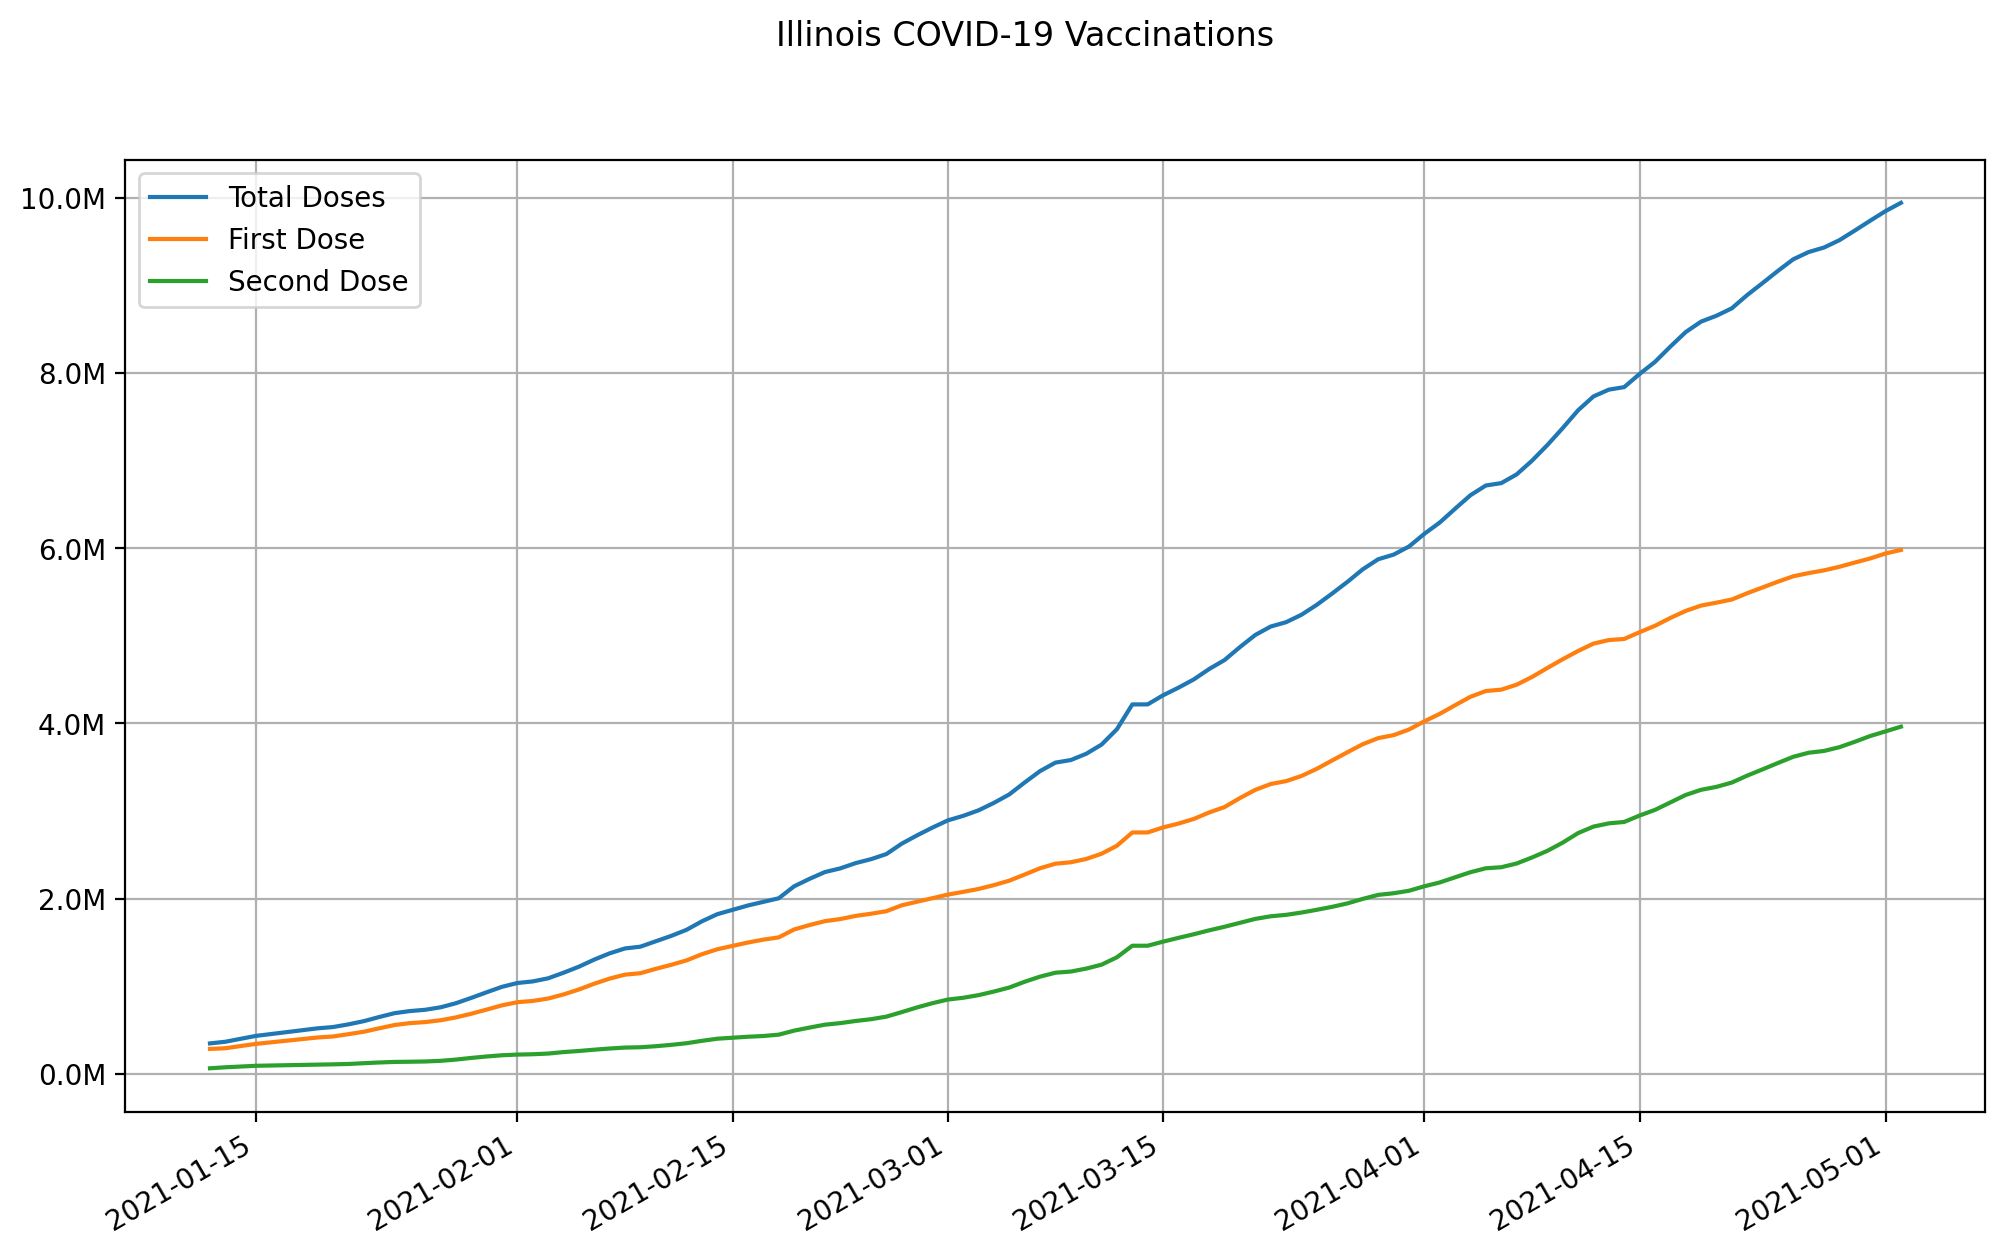 Illinois COVID-19 Vaccinations
Total Doses
First Dose
Second Dose
10.0M
8.0M
6.0M
4.0M
2.0M
0.0M
2021-01-15
2021-02-01
2021-02-15
2021-03-01
2021-03-15
2021-04-01
2021-04-15
2021-05-01